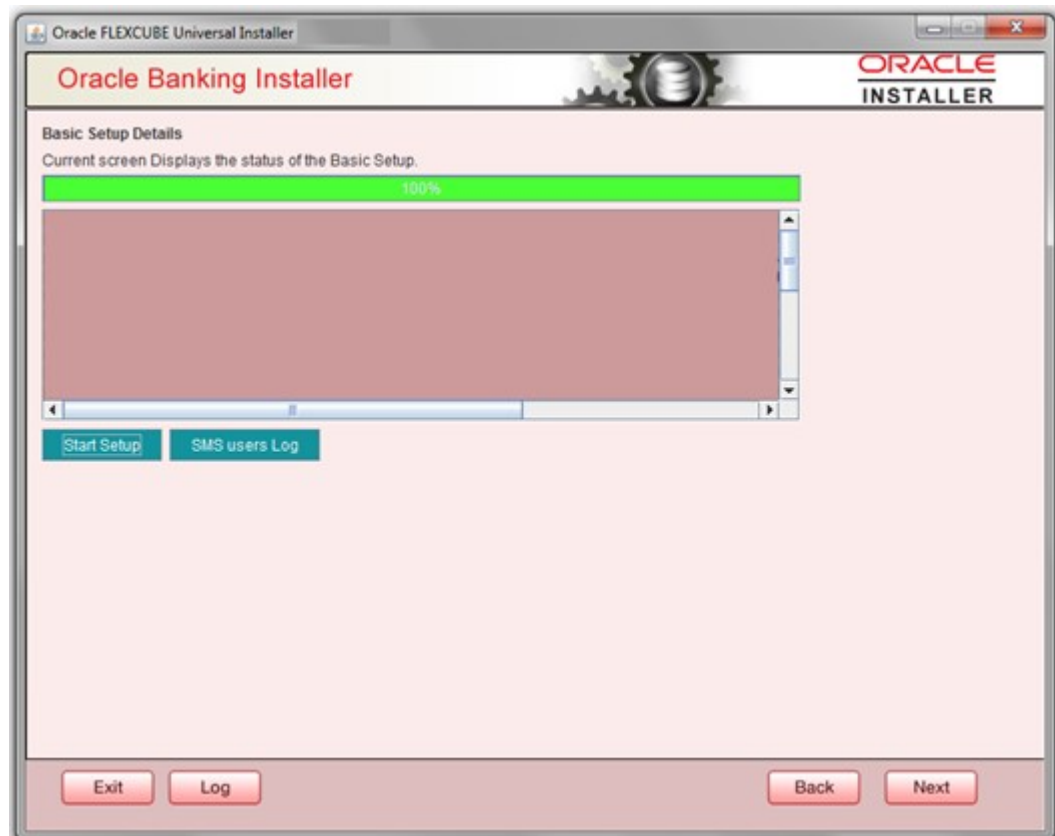 Oracle FLEXCUBE Universal Installer
Oracle Banking Installer
ORACLE
INSTALLER
Basic Setup Details
Current screen Displays the status of the Basic Setup.
100%
Start Setup
SMS users Log
Exit
Log
Back
Next